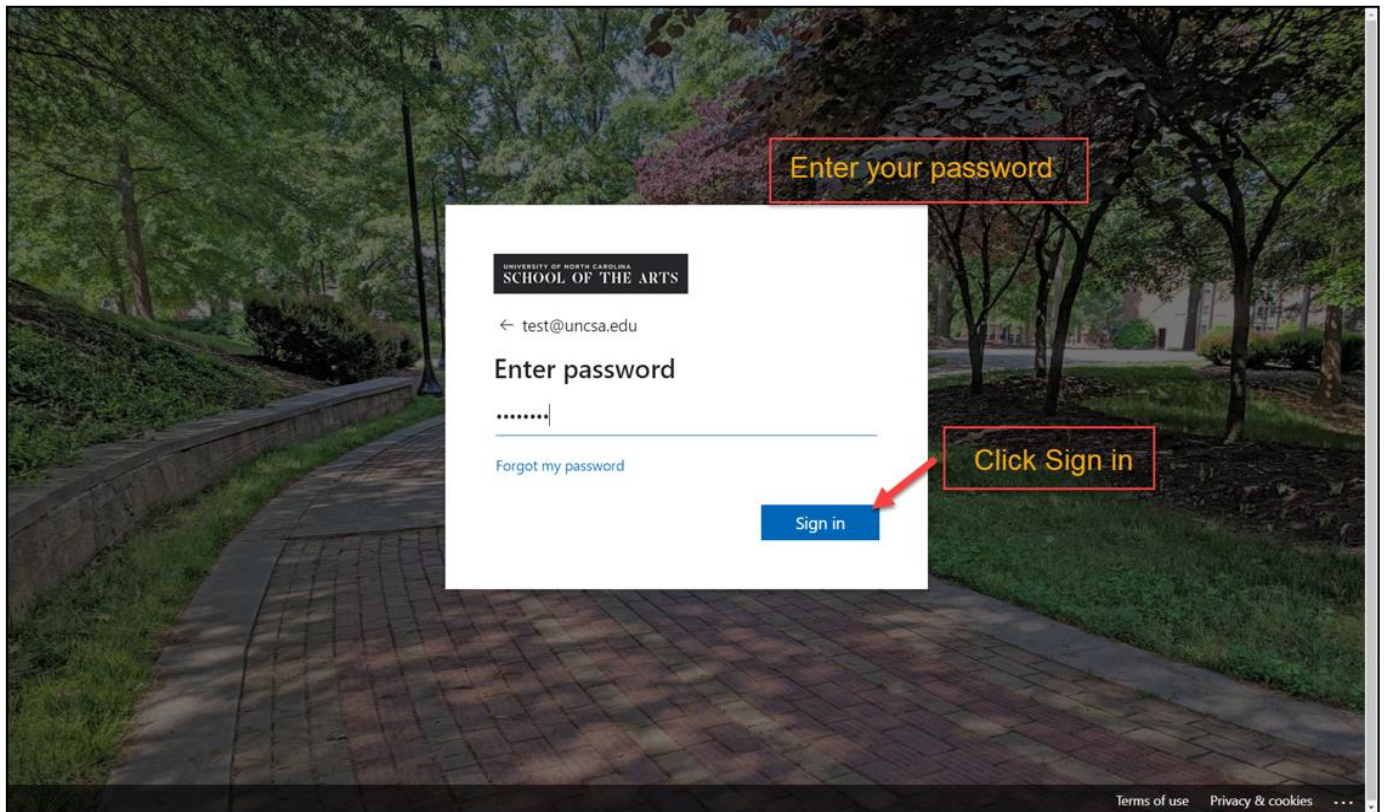 Enter your password
UNIVERSITY OF NORTH CAROLINA
SCHOOL OF THE ARTS
← test@uncsa.edu
Enter password
••••••••
Forgot my password
Click Sign in
Sign in
Terms of use Privacy & cookies ...